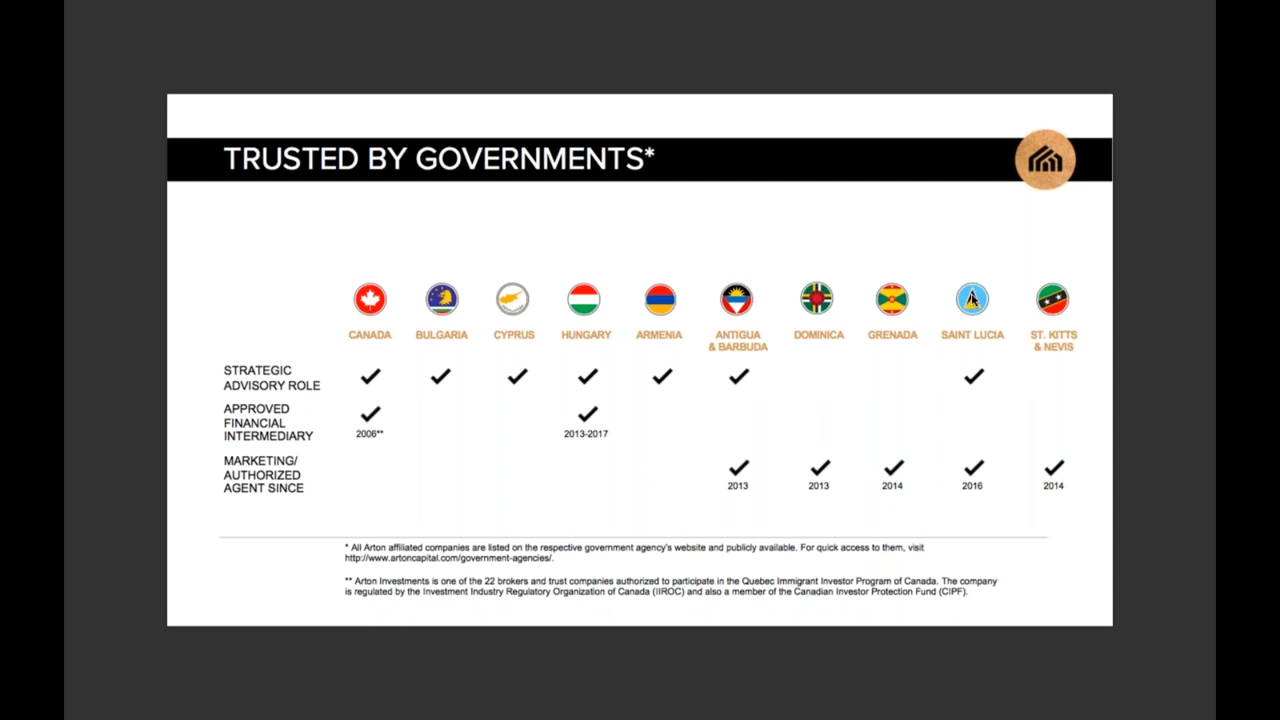 TRUSTED BY GOVERNMENTS*
CANADA
BULGARIA
CYPRUS
HUNGARY
ARMENIA
ANTIGUA
& BARBUDA
DOMINICA
GRENADA
SAINT LUCIA
ST. KITTS
& NEVIS
STRATEGIC
ADVISORY ROLE
APPROVED
FINANCIAL
INTERMEDIARY
2006**
2013-2017
MARKETING/
AUTHORIZED
AGENT SINCE
2013
2013
2014
2016
2014
* All Arton affiliated companies are listed on the respective government agency's website and publicly available. For quick access to them, visit
http://www.artoncapital.com/government-agencies/.
** Arton Investments is one of the 22 brokers and trust companies authorized to participate in the Quebec Immigrant Investor Program of Canada. The company
is regulated by the Investment Industry Regulatory Organization of Canada (IIROC) and also a member of the Canadian Investor Protection Fund (CIPF).